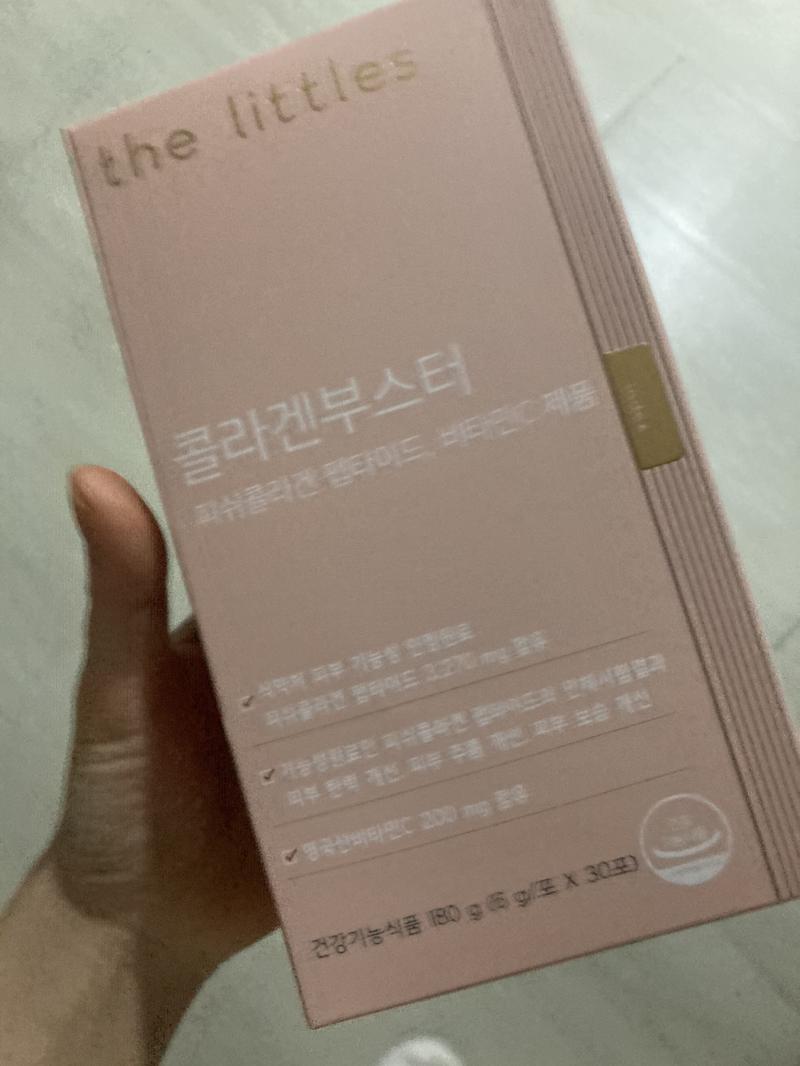 the littles
콜라겐부스터
피쉬콜라겐 펩타이드, 비타민C 제품
식약처 피부 기능성 인정원료
피쉬콜라겐 펩타이드 3,270 mg 함유
기능성원료인 피쉬콜라겐 펩타이드의 인체시험결과
피부 탄력 개선, 피부 주름 개선, 피부 보습 개선
영국산비타민C 200 mg 함유
건강기능식품 180 g (6 g/포 X 30포)